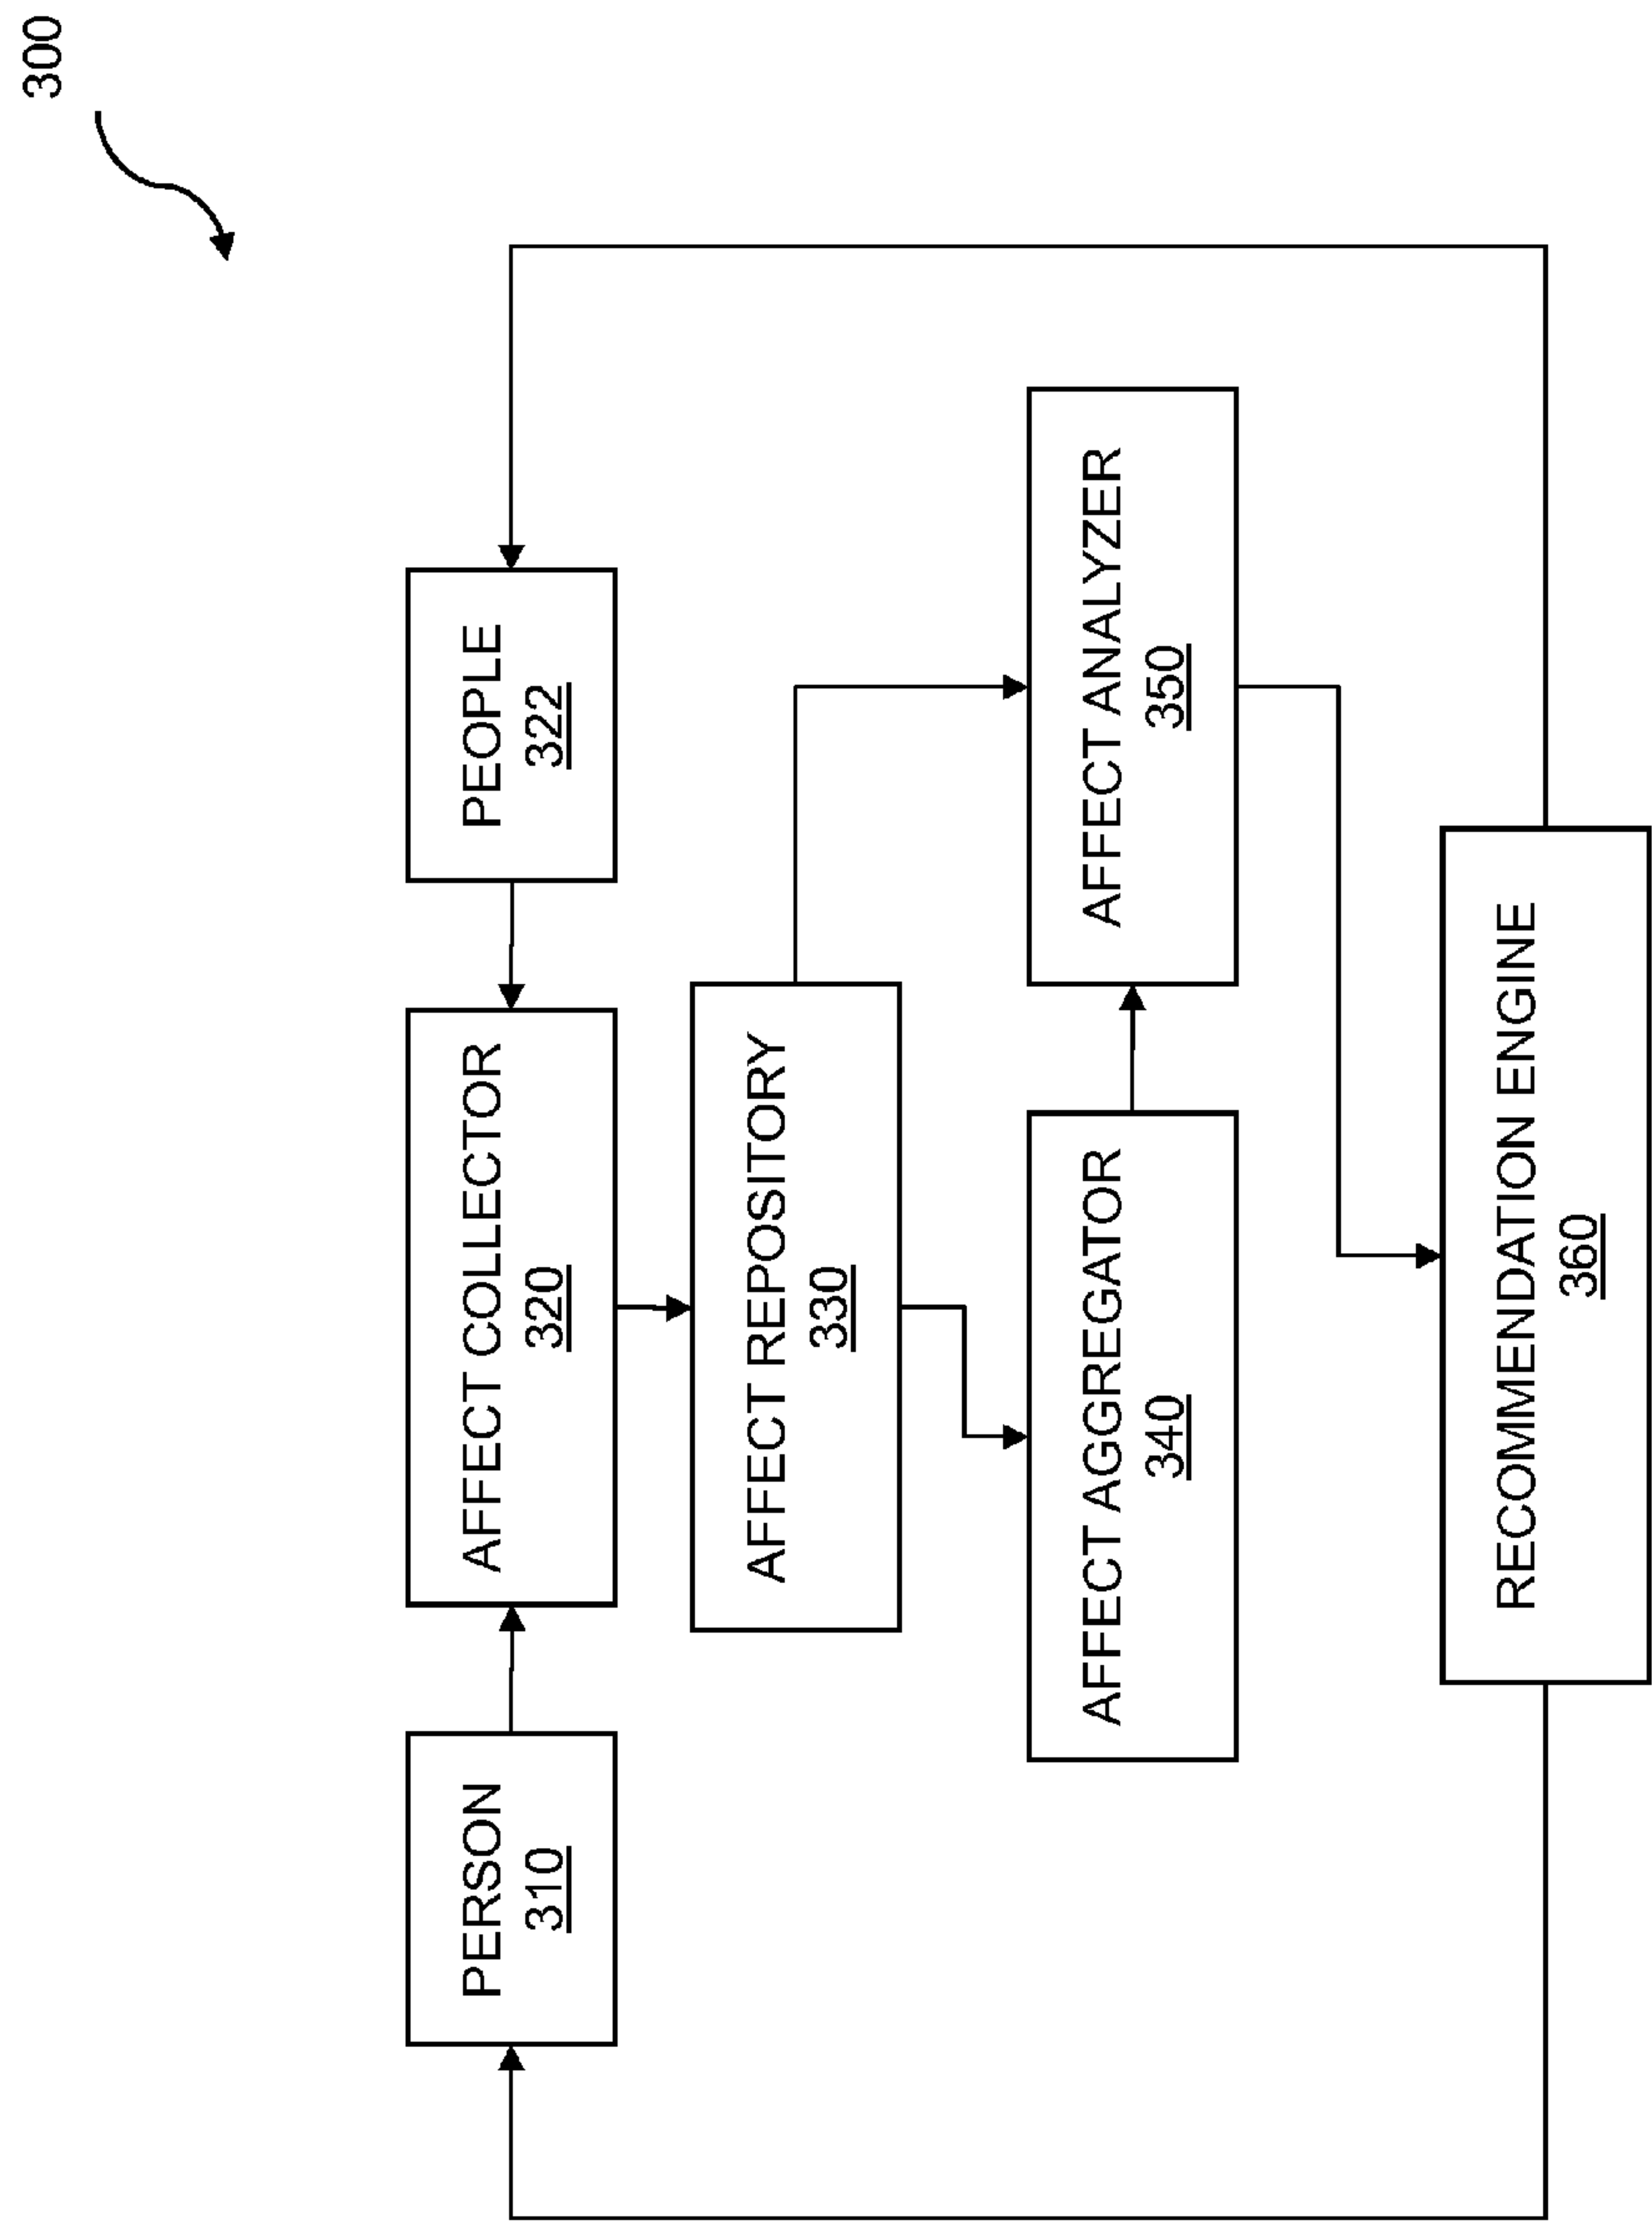 300
PERSON
310
AFFECT COLLECTOR
320
PEOPLE
322
AFFECT REPOSITORY
330
AFFECT AGGREGATOR
340
AFFECT ANALYZER
350
RECOMMENDATION ENGINE
360